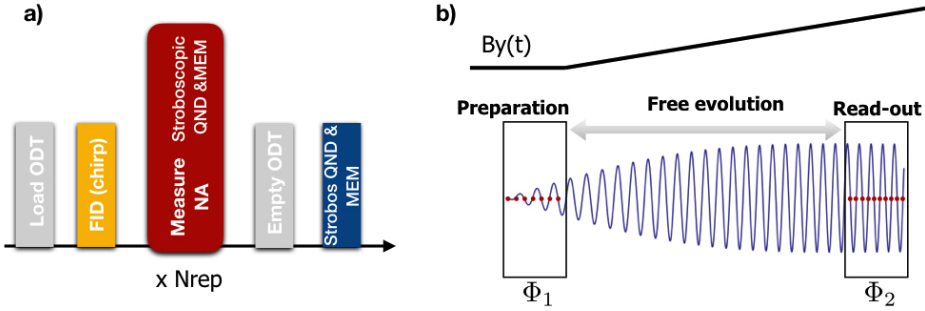 a)
Load ODT
FID (chirp)
Measure
NA
Stroboscopic
QND &MEM
Empty ODT
Strobos QND &
MEM
x Nrep
b)
By(t)
Preparation
Free evolution
Read-out
Φ1
Φ2